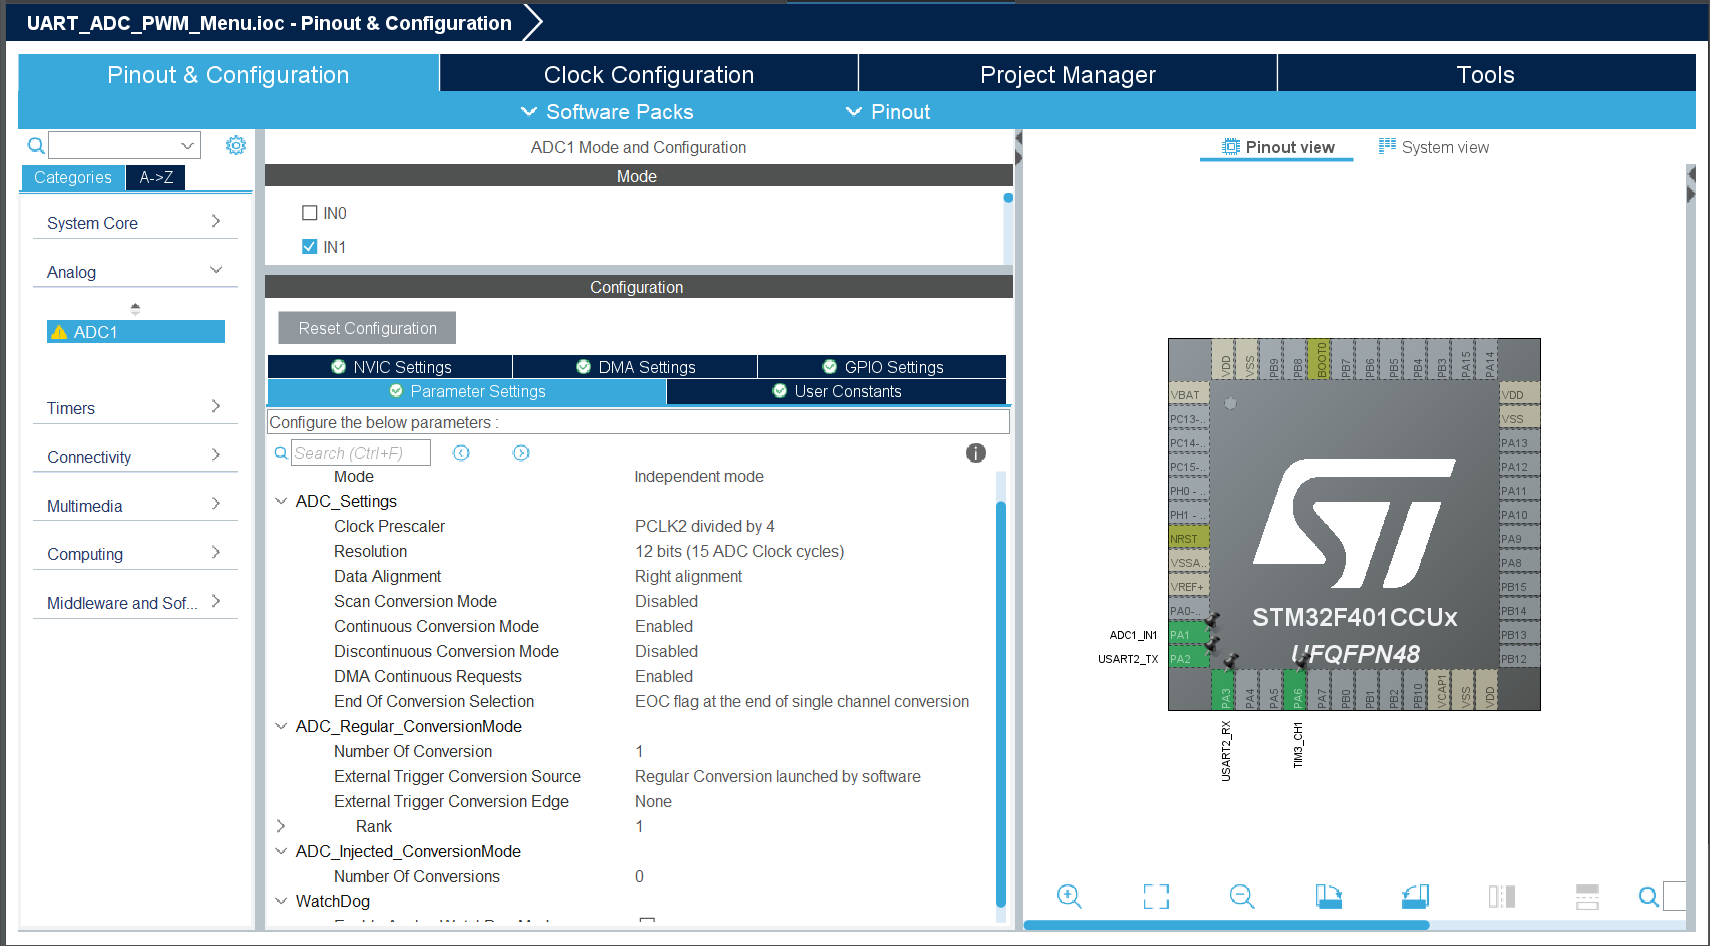 UART_ADC_PWM_Menu.ioc - Pinout & Configuration
Pinout & Configuration
Clock Configuration
Project Manager
Tools
Software Packs
Pinout
Categories
A->Z
System Core
Analog
ADC1
Timers
Connectivity
Multimedia
Computing
Middleware and Sof...
ADC1 Mode and Configuration
Mode
IN0
IN1
Configuration
Reset Configuration
NVIC Settings
DMA Settings
GPIO Settings
Parameter Settings
User Constants
Configure the below parameters :
Search (Ctrl+F)
Mode Independent mode
ADC_Settings
Clock Prescaler PCLK2 divided by 4
Resolution 12 bits (15 ADC Clock cycles)
Data Alignment Right alignment
Scan Conversion Mode Disabled
Continuous Conversion Mode Enabled
Discontinuous Conversion Mode Disabled
DMA Continuous Requests Enabled
End Of Conversion Selection EOC flag at the end of single channel conversion
ADC_Regular_ConversionMode
Number Of Conversion 1
External Trigger Conversion Source Regular Conversion launched by software
External Trigger Conversion Edge None
Rank 1
ADC_Injected_ConversionMode
Number Of Conversions 0
WatchDog
Pinout view
System view
VDD
VSS
PB9
PB8
BOOT0
PB7
PB6
PB5
PB4
PB3
PA15
PA14
VBAT
PC13-..
PC14-..
PC15-..
PH0 - ..
PH1 - ..
NRST
VSSA..
VREF+
PA0-..
ADC1_IN1 PA1
USART2_TX PA2
VDD
VSS
PA13
PA12
PA11
PA10
PA9
PA8
PB15
PB14
PB13
PB12
ST
STM32F401CCUx
UFQFPN48
PA3
PA4
PA5
PA6
PA7
PB0
PB1
PB2
PB10
VCAP1
VSS
VDD
USART2_RX
TIM3_CH1